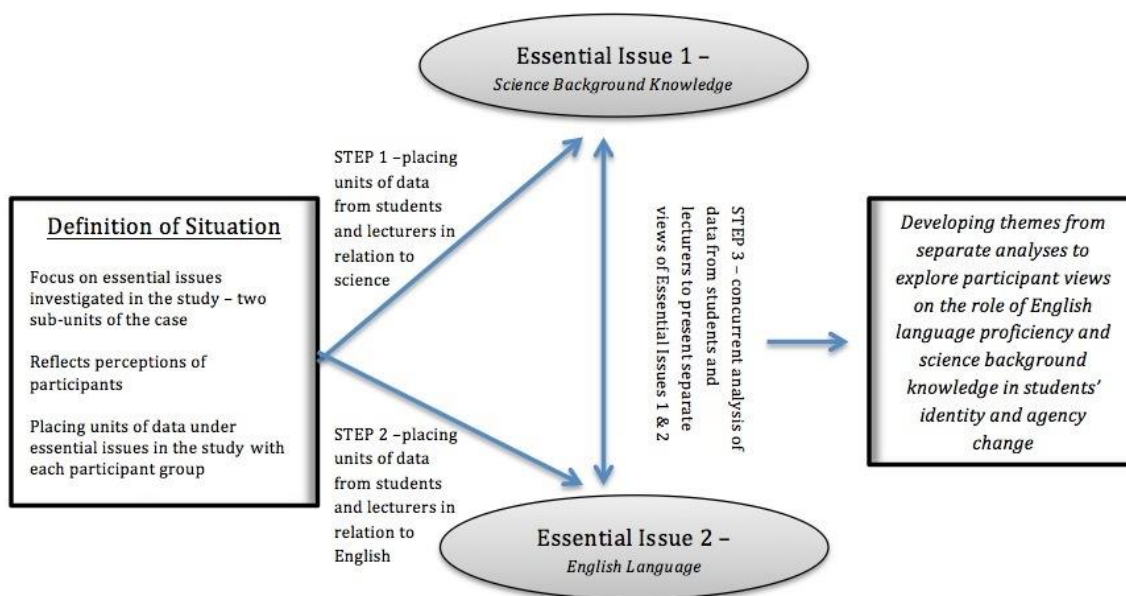 Essential Issue 1 –
Science Background Knowledge
STEP 1 –placing
units of data
from students
and lecturers in
relation to
science
Definition of Situation
Focus on essential issues
investigated in the study – two
sub-units of the case
Reflects perceptions of
participants
Placing units of data under
essential issues in the study with
each participant group
STEP 2 –placing
units of data
from students
and lecturers in
relation to
English
STEP 3 – concurrent analysis of
data from students and
lecturers to present separate
views of Essential Issues 1 & 2
Developing themes from
separate analyses to
explore participant views
on the role of English
language proficiency and
science background
knowledge in students'
identity and agency
change
Essential Issue 2 –
English Language